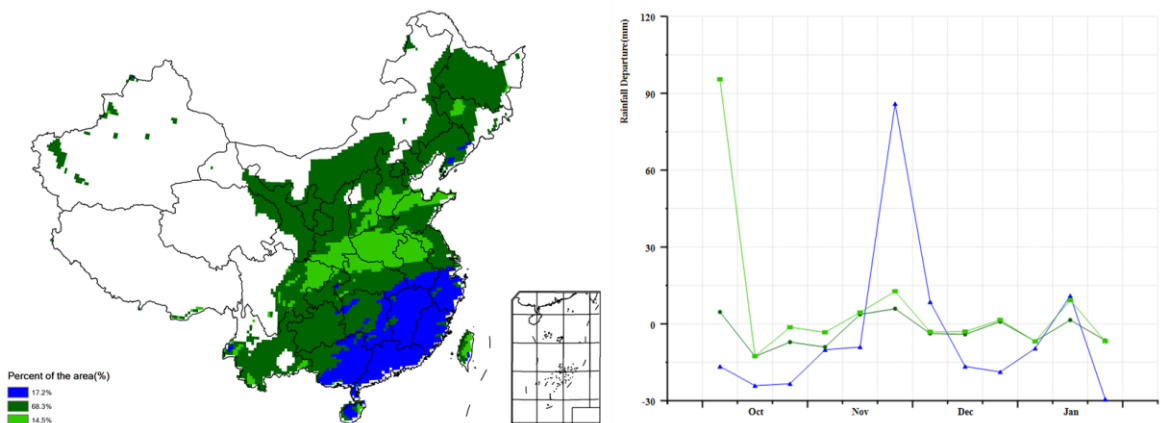 Percent of the area(%)
17.2%
68.3%
14.5%
Rainfall Departure(mm)
120
90
60
30
0
-30
Oct
Nov
Dec
Jan